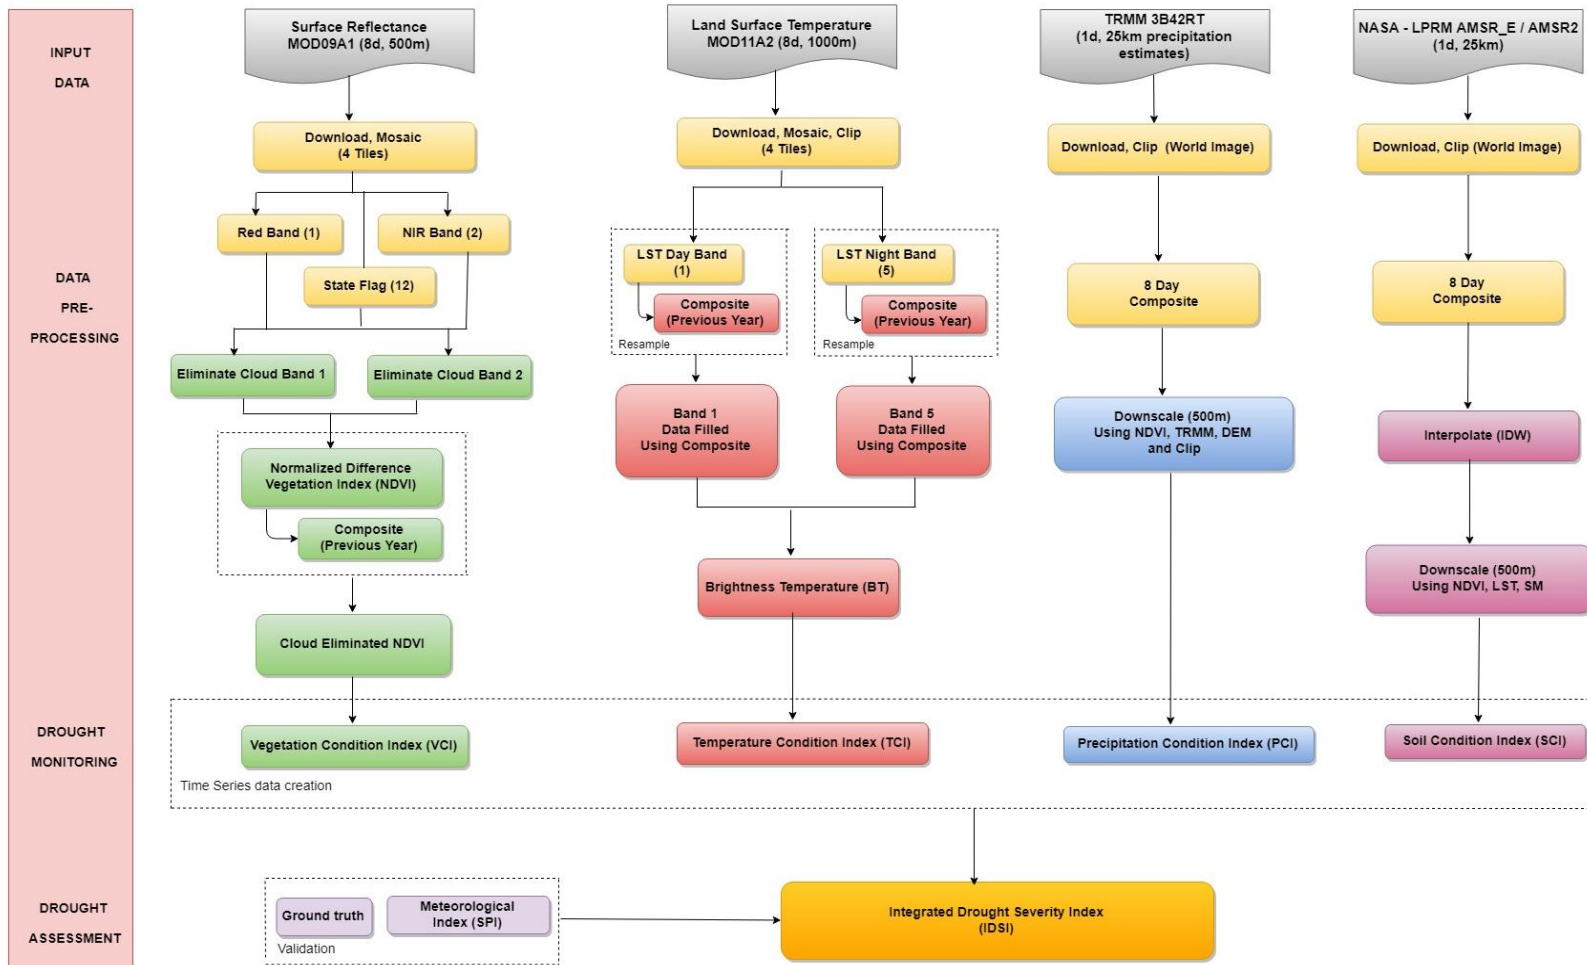 INPUT
DATA
Surface Reflectance
MOD09A1 (8d, 500m)
Land Surface Temperature
MOD11A2 (8d, 1000m)
TRMM 3B42RT
(1d, 25km precipitation
estimates)
NASA - LPRM AMSR_E / AMSR2
(1d, 25km)
DATA
PRE-
PROCESSING
Download, Mosaic
(4 Tiles)
Red Band (1)
NIR Band (2)
State Flag (12)
Eliminate Cloud Band 1
Eliminate Cloud Band 2
Normalized Difference
Vegetation Index (NDVI)
Composite
(Previous Year)
Cloud Eliminated NDVI
Download, Mosaic, Clip
(4 Tiles)
LST Day Band
(1)
Composite
(Previous Year)
Resample
LST Night Band
(5)
Composite
(Previous Year)
Resample
Band 1
Data Filled
Using Composite
Band 5
Data Filled
Using Composite
Brightness Temperature (BT)
Download, Clip (World Image)
8 Day
Composite
Downscale (500m)
Using NDVI, TRMM, DEM
and Clip
Download, Clip (World Image)
8 Day
Composite
Interpolate (IDW)
Downscale (500m)
Using NDVI, LST, SM
DROUGHT
MONITORING
Vegetation Condition Index (VCI)
Temperature Condition Index (TCI)
Precipitation Condition Index (PCI)
Soil Condition Index (SCI)
Time Series data creation
DROUGHT
ASSESSMENT
Ground truth
Meteorological
Index (SPI)
Validation
Integrated Drought Severity Index
(IDSI)